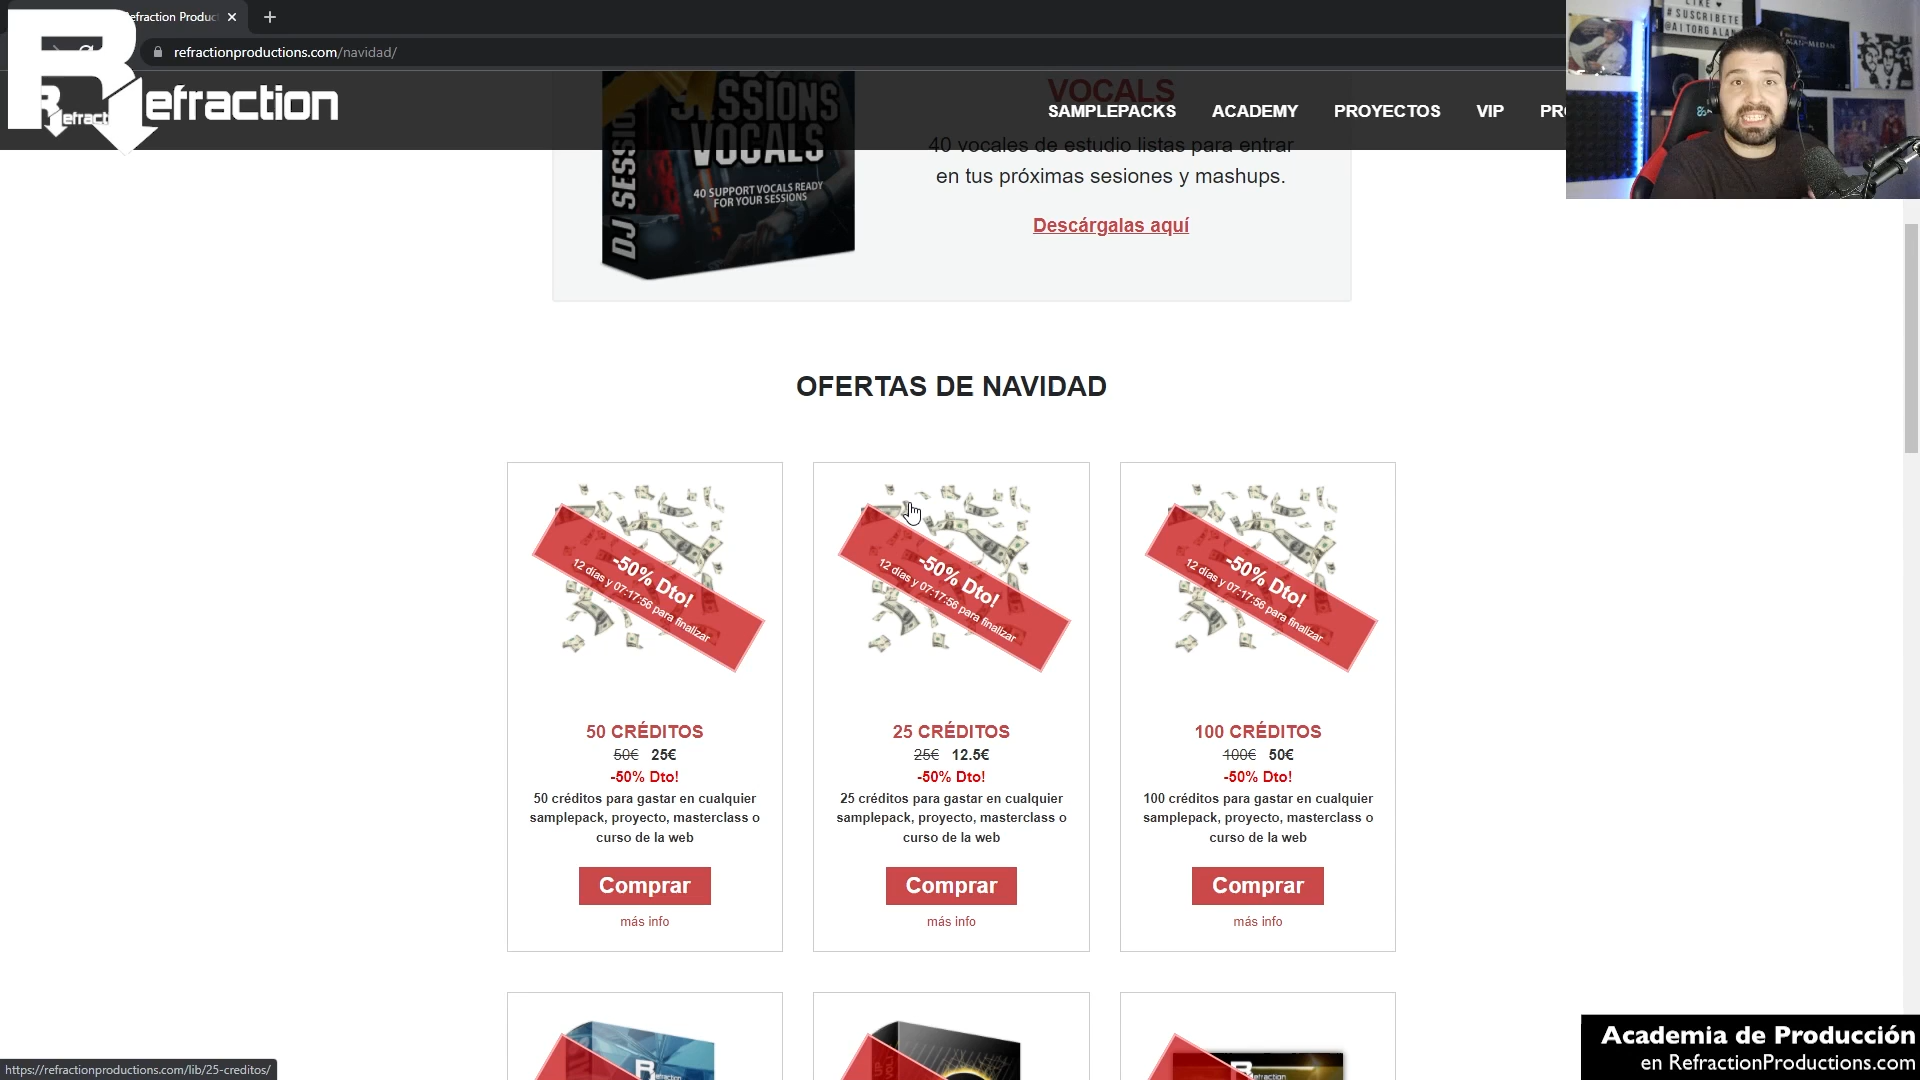 Refraction Produc
refractionproductions.com/navidad/
Refraction
SAMPLEPACKS
ACADEMY
PROYECTOS
VIP
LIKE
#SUSCRIBETE
@AITORGALAN
SESSIONS
VOCALS
40 SUPPORT VOCALS READY
FOR YOUR SESSIONS
VOCALS
40 vocales de estudio listas para entrar
en tus próximas sesiones y mashups.
Descárgalas aquí
OFERTAS DE NAVIDAD
-50% Dto!
12 días y 07:17:56 para finalizar
50 CRÉDITOS
50€ 25€
-50% Dto!
50 créditos para gastar en cualquier
samplepack, proyecto, masterclass o
curso de la web
Comprar
más info
-50% Dto!
12 días y 07:17:56 para finalizar
25 CRÉDITOS
25€ 12.5€
-50% Dto!
25 créditos para gastar en cualquier
samplepack, proyecto, masterclass o
curso de la web
Comprar
más info
-50% Dto!
12 días y 07:17:56 para finalizar
100 CRÉDITOS
100€ 50€
-50% Dto!
100 créditos para gastar en cualquier
samplepack, proyecto, masterclass o
curso de la web
Comprar
más info
https://refractionproductions.com/lib/25-creditos/
Academia de Producción
en RefractionProductions.com